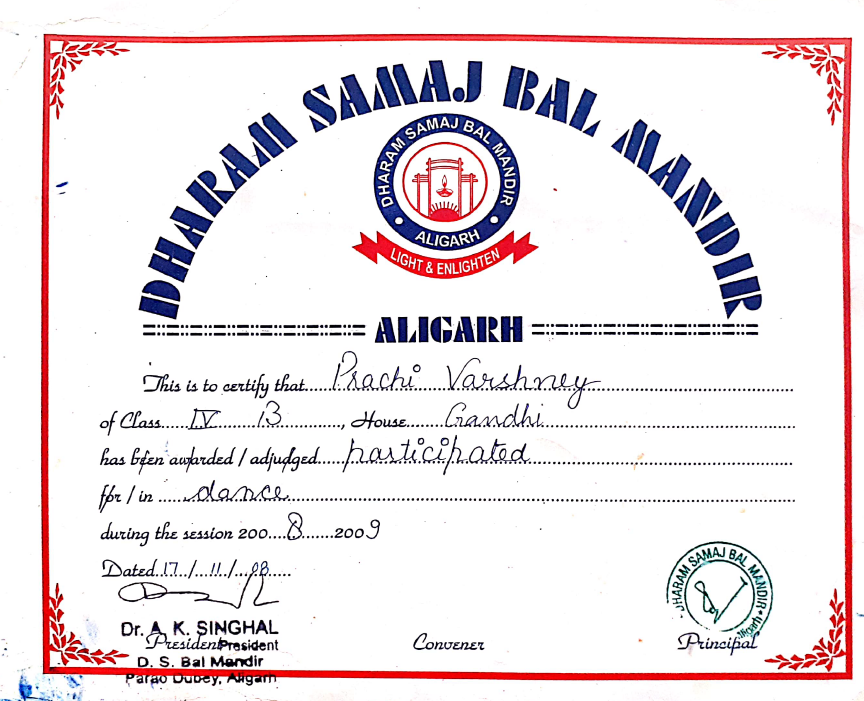 DHARAM SAMAJ BAL MANDIR
DHARAM SAMAJ BAL MANDIR
ALIGARH
LIGHT & ENLIGHTEN
ALIGARH
This is to certify that Prachi Varshney
of Class IV B, House Gandhi
has been awarded / adjudged participated
for / in dance
during the session 200 8 2009
Dated 17 / 11 / 08
Dr. A. K. SINGHAL
President President
D. S. Bal Mandir
Parao Dubey, Aligarh
Convener
DHARAM SAMAJ BAL MANDIR
Aligarh
Principal